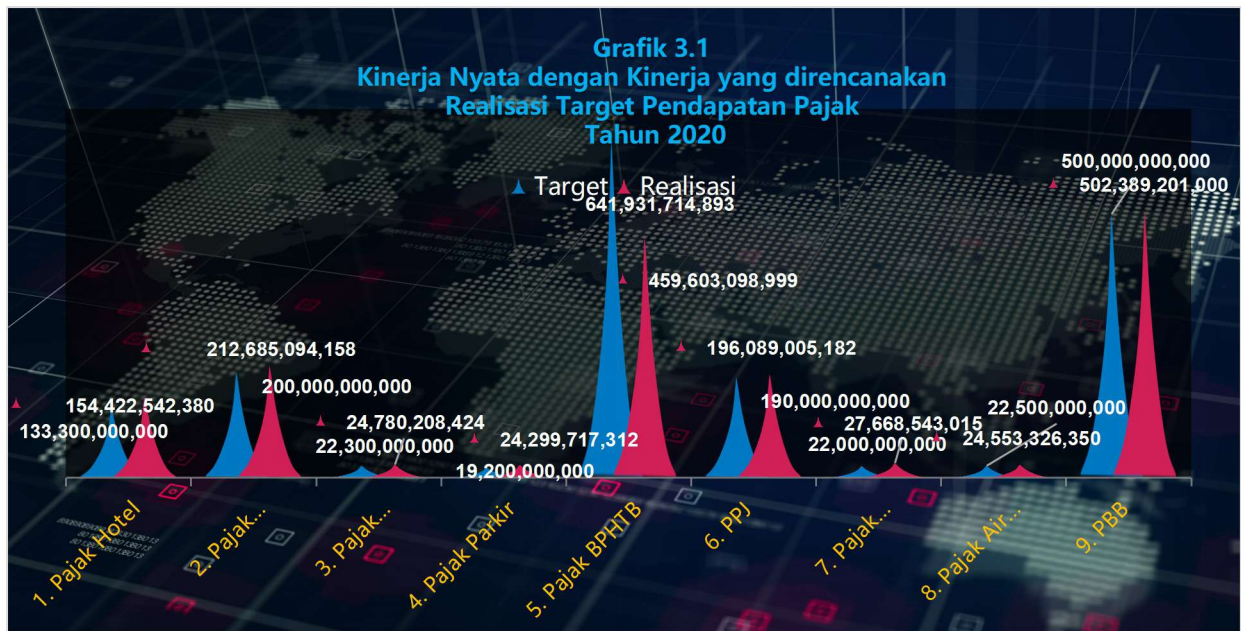 Grafik 3.1
Kinerja Nyata dengan Kinerja yang direncanakan
Realisasi Target Pendapatan Pajak
Tahun 2020
Target Realisasi
641,931,714,893
500,000,000,000
502,389,201,000
459,603,098,999
212,685,094,158
196,089,005,182
200,000,000,000
154,422,542,380
133,300,000,000
24,780,208,424
22,300,000,000
24,299,717,312
19,200,000,000
190,000,000,000
27,668,543,015
22,000,000,000
22,500,000,000
24,553,326,350
1. Pajak Hotel
2. Pajak...
3. Pajak...
4. Pajak Parkir
5. Pajak BPHTB
6. PPJ
7. Pajak...
8. Pajak Air...
9. PBB